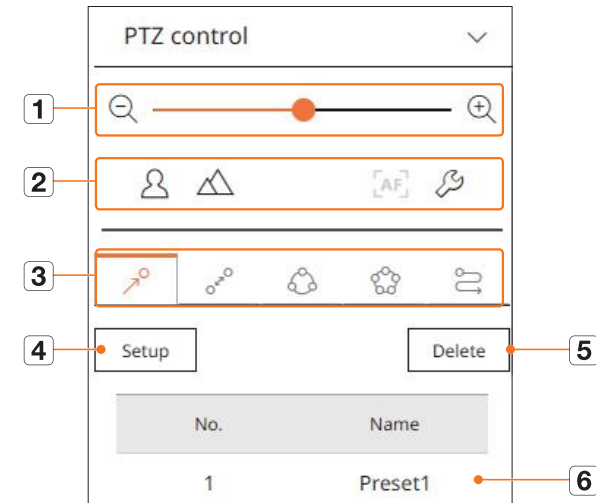 PTZ control
1
2
AF
3
4 Setup Delete 5
No. Name
1 Preset1 6